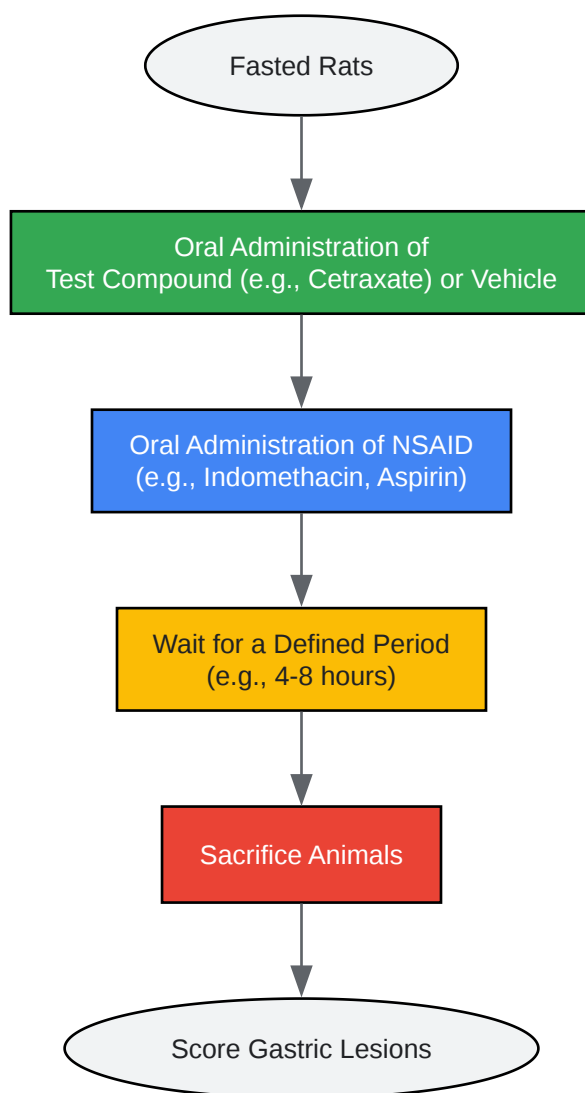 Fasted Rats
Oral Administration of
Test Compound (e.g., Cetraxate) or Vehicle
Oral Administration of NSAID
(e.g., Indomethacin, Aspirin)
Wait for a Defined Period
(e.g., 4-8 hours)
Sacrifice Animals
Score Gastric Lesions